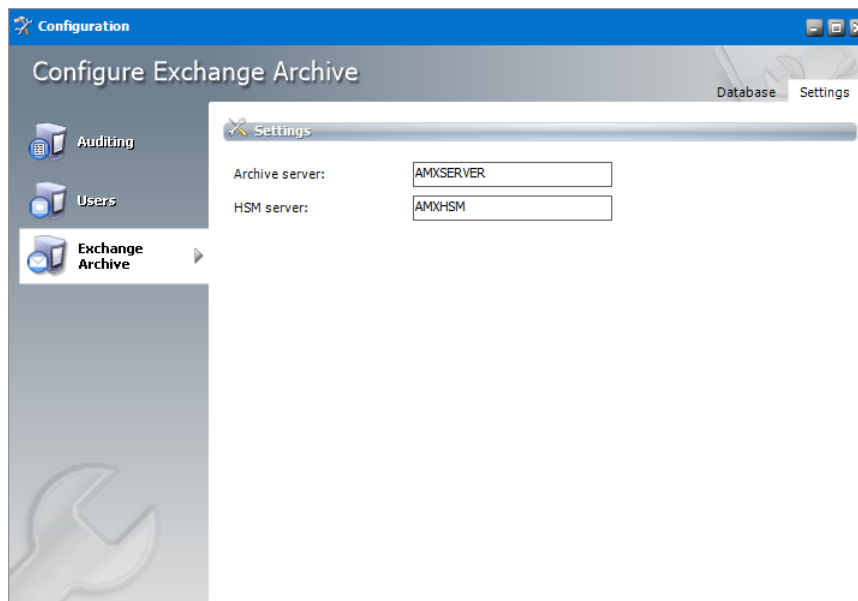 Configuration
Configure Exchange Archive
Database Settings
Auditing
Users
Exchange
Archive
Settings
Archive server: AMXSERVER
HSM server: AMXHSM